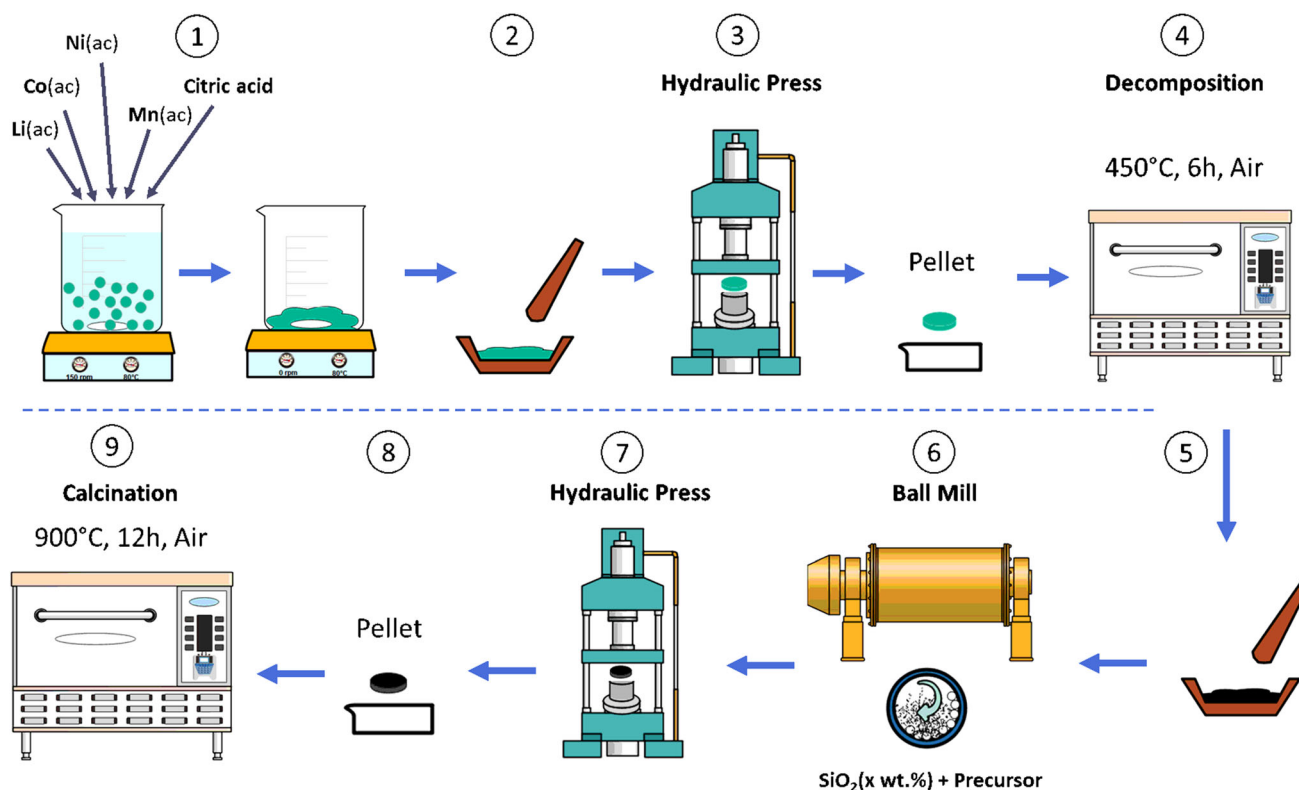 1
Ni(ac)
Co(ac)
Citric acid
Mn(ac)
Li(ac)
150 rpm
80°C
0 rpm
80°C
2
3
Hydraulic Press
Pellet
4
Decomposition
450°C, 6h, Air
5
6
Ball Mill
SiO₂(x wt.%) + Precursor
7
Hydraulic Press
8
Pellet
9
Calcination
900°C, 12h, Air